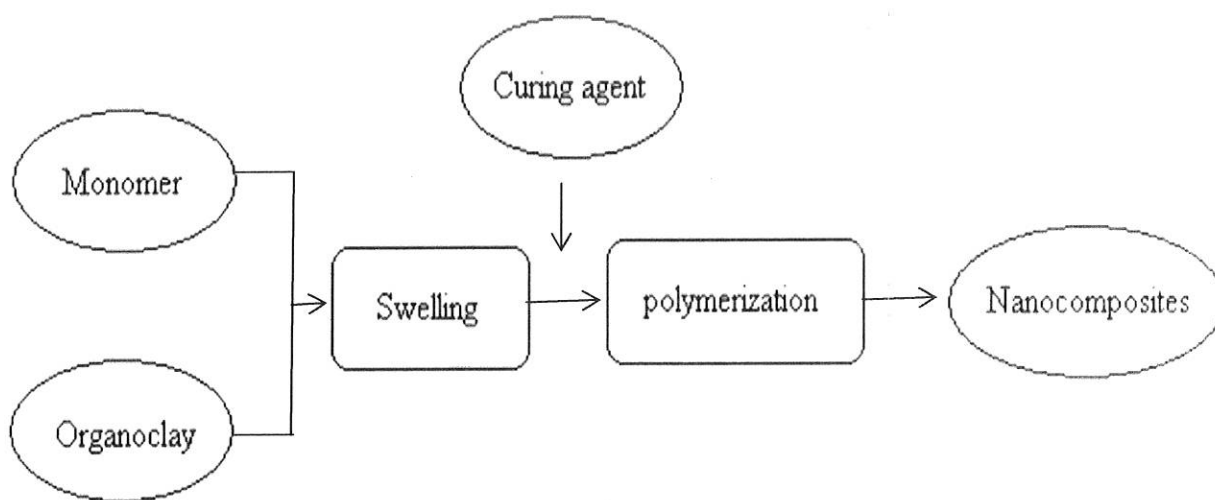 Curing agent
Monomer
Swelling
polymerization
Nanocomposites
Organoclay